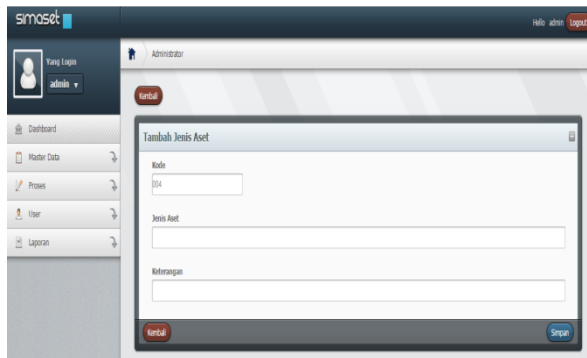 simaset
Hello admin Logout
Yang Login
admin
Administrator
Kembali
Dashboard
Master Data
Proses
User
Laporan
Tambah Jenis Aset
Kode
004
Jenis Aset
Keterangan
Kembali
Simpan